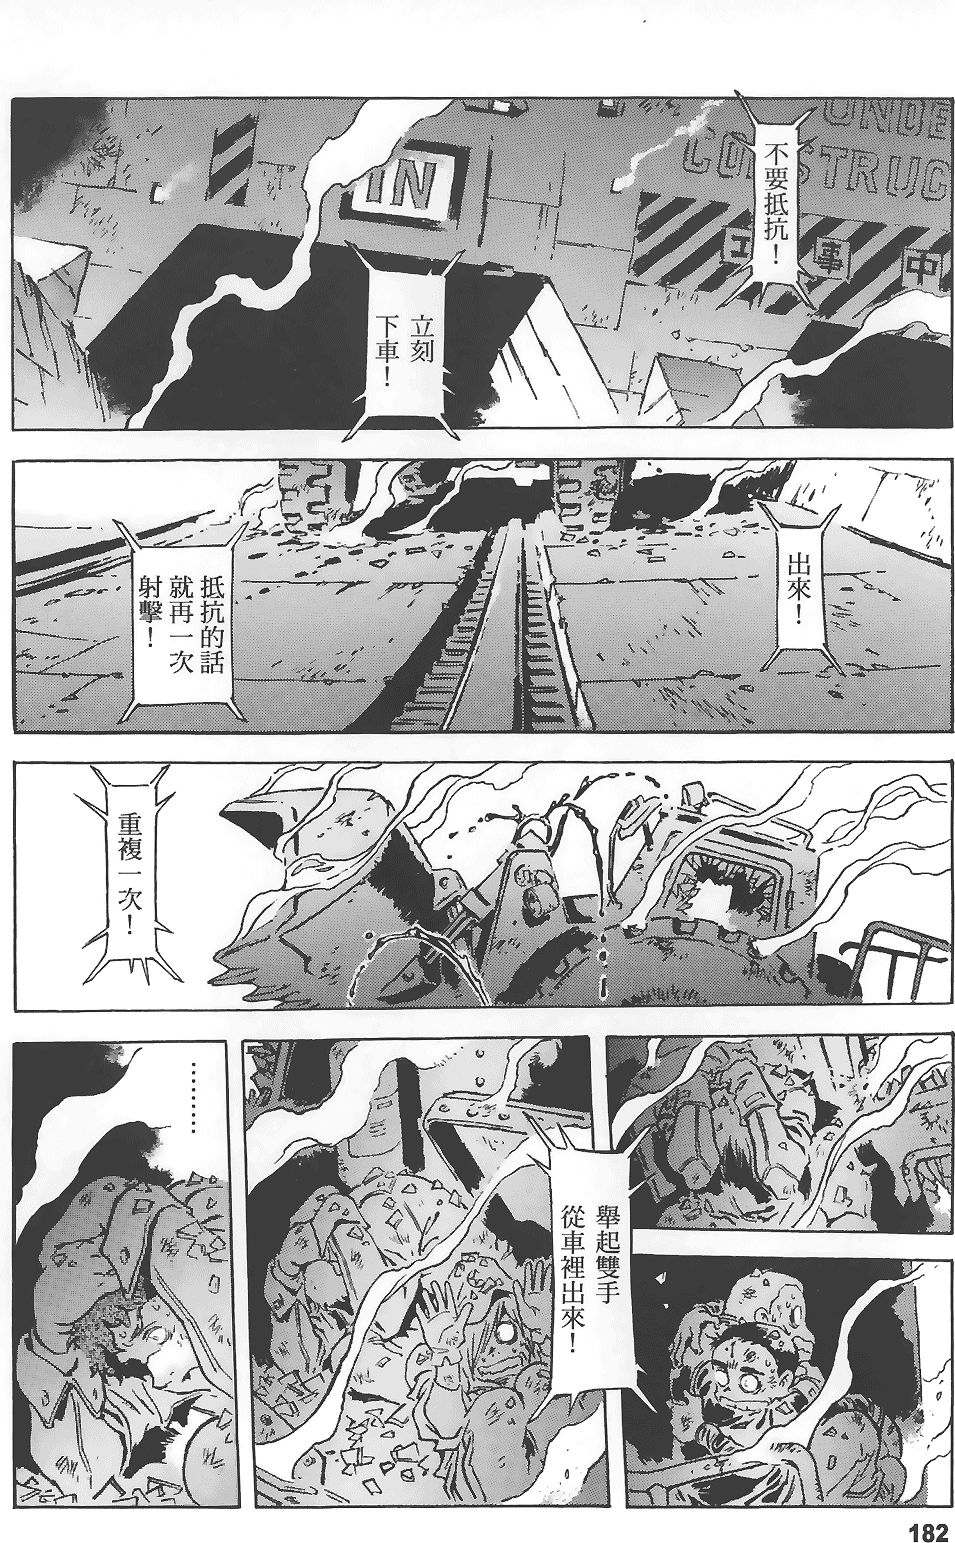 UNDE
CONSTRUC
工事中
IN
不要抵抗！
立刻
下車！
出來！
抵抗的話
就再一次
射擊！
重複一次！
舉起雙手
從車裡出來！
………
182